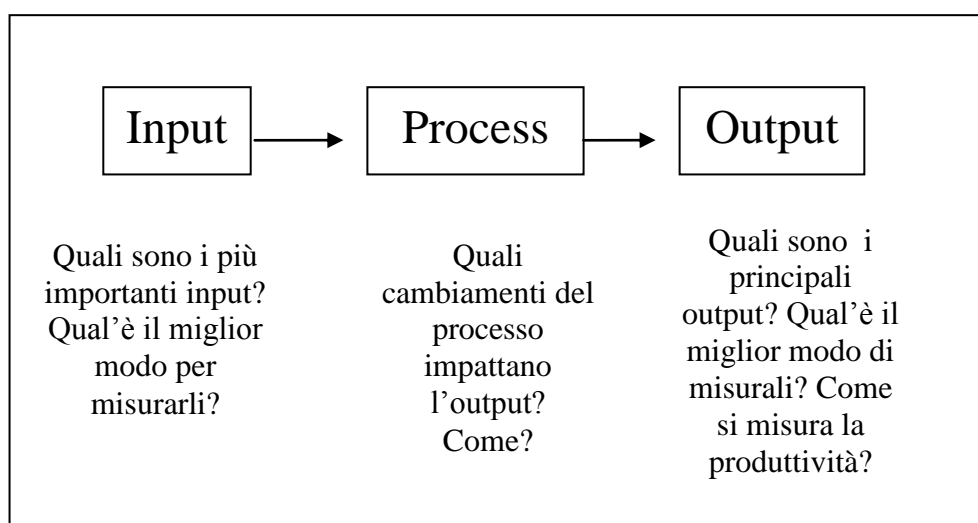 Input
Process
Output
Quali sono i più
importanti input?
Qual’è il miglior
modo per
misurarli?
Quali
cambiamenti del
processo
impattano
l’output?
Come?
Quali sono  i
principali
output? Qual’è il
miglior modo di
misurali? Come
si misura la
produttività?